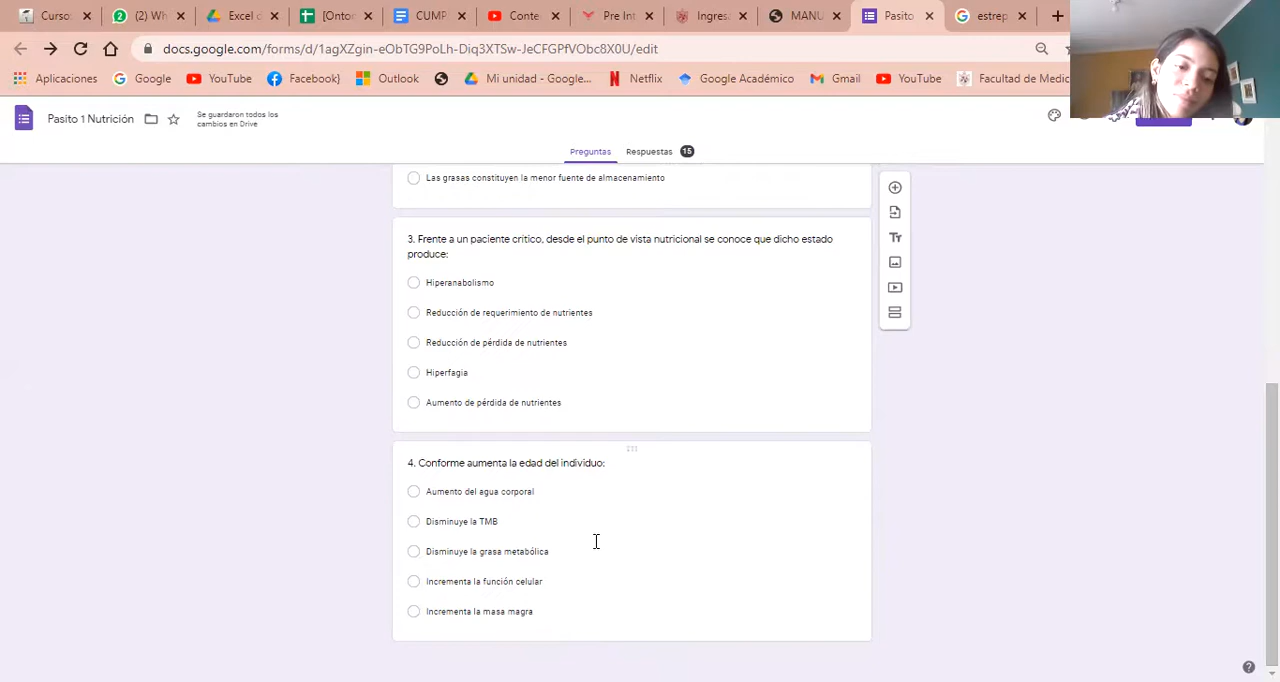 Curso:
(2) Wh
Excel d
[Onto
CUMP
Conte
Pre Int
Ingres
MANU
Pasito
estrep
docs.google.com/forms/d/1agXZgin-eObTG9PoLh-Diq3XTSw-JeCFGPfVObc8X0U/edit
Aplicaciones
Google
YouTube
Facebook}
Outlook
Mi unidad - Google...
Netflix
Google Académico
Gmail
YouTube
Facultad de Medic
Pasito 1 Nutrición
Se guardaron todos los
cambios en Drive
Preguntas
Respuestas 15
Las grasas constituyen la menor fuente de almacenamiento
3. Frente a un paciente crítico, desde el punto de vista nutricional se conoce que dicho estado
produce:
Hiperanabolismo
Reducción de requerimiento de nutrientes
Reducción de pérdida de nutrientes
Hiperfagia
Aumento de pérdida de nutrientes
4. Conforme aumenta la edad del individuo:
Aumento del agua corporal
Disminuye la TMB
Disminuye la grasa metabólica
Incrementa la función celular
Incrementa la masa magra